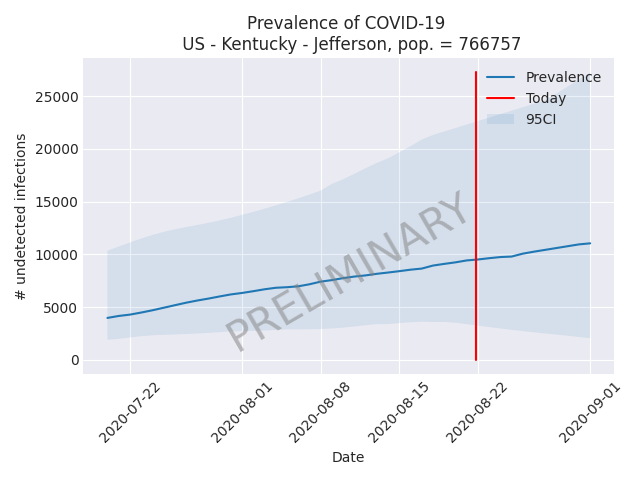 Prevalence of COVID-19
US - Kentucky - Jefferson, pop. = 766757
Prevalence
Today
95CI
25000
20000
15000
10000
5000
0
# undetected infections
PRELIMINARY
2020-07-22
2020-08-01
2020-08-08
2020-08-15
2020-08-22
2020-09-01
Date